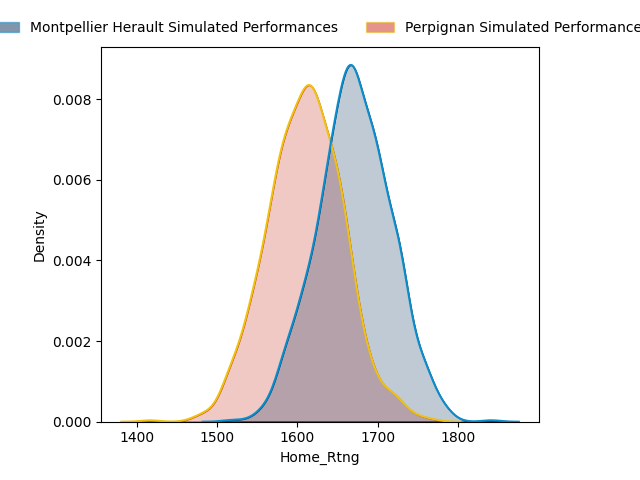 Montpellier Herault Simulated Performances
Perpignan Simulated Performance
0.008
0.006
0.004
0.002
0.000
Density
1400 1500 1600 1700 1800
Home_Rtng